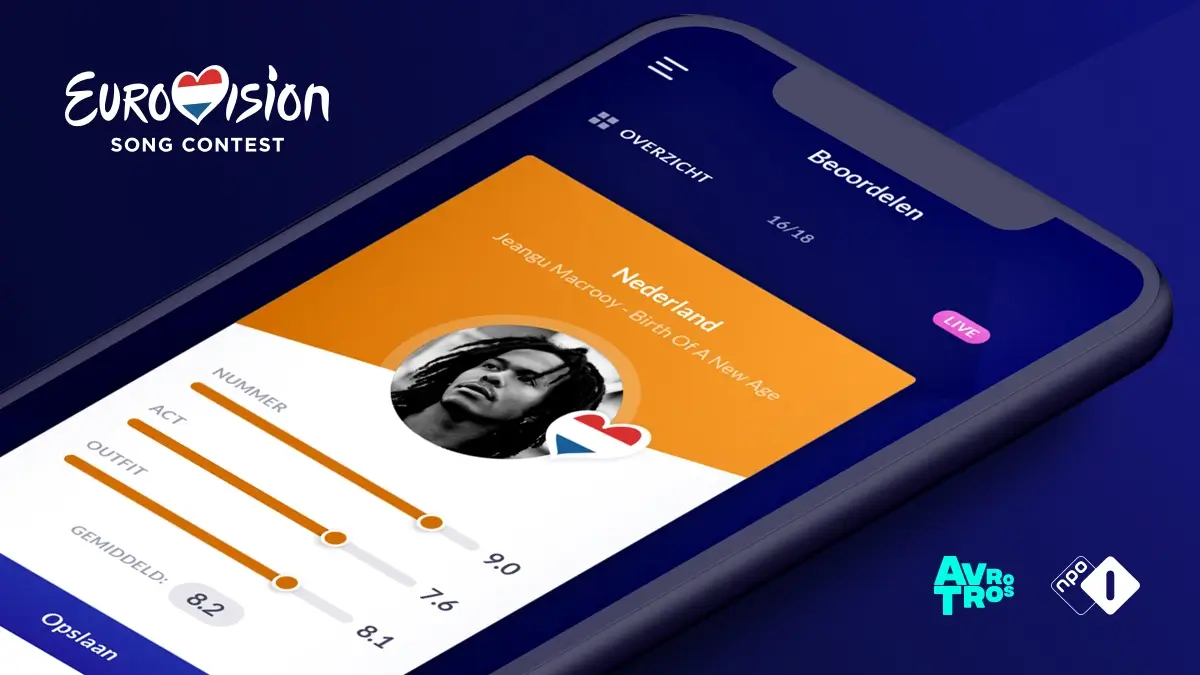 EUROVISION
SONG CONTEST
OVERZICHT
Beoordelen
16/18
LIVE
Nederland
Jeangu Macrooy - Birth Of A New Age
NUMMER
9.0
ACT
7.6
OUTFIT
8.1
GEMIDDELD:
8.2
Opslaan
AVRO
TROS
npo
1